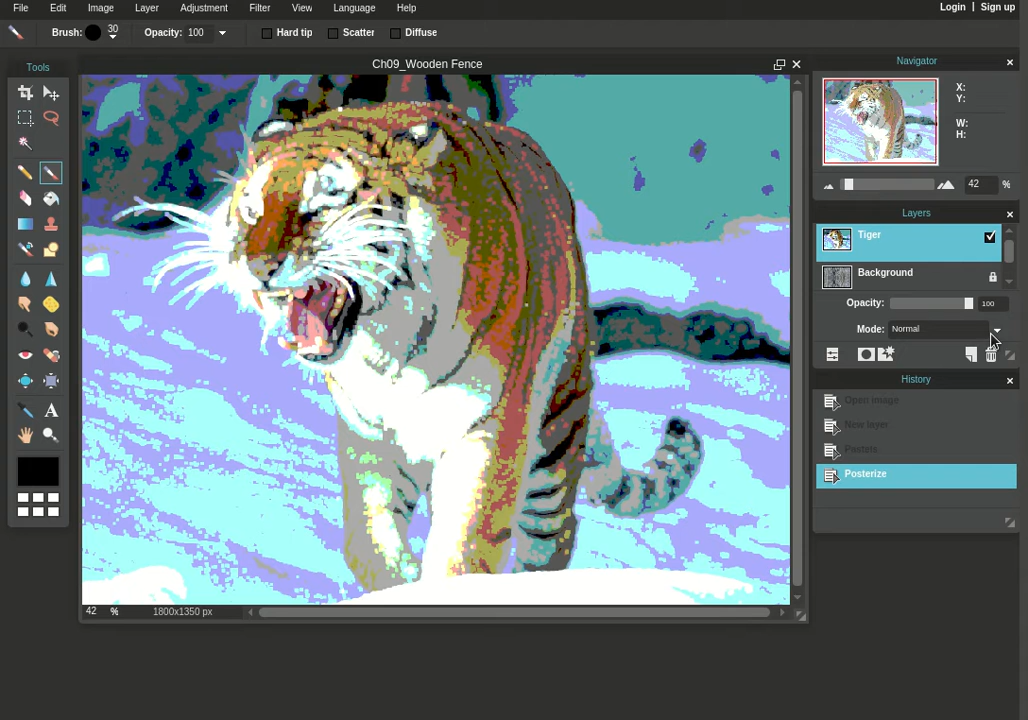 File Edit Image Layer Adjustment Filter View Language Help Login | Sign up
Brush: 30 Opacity: 100 Hard tip Scatter Diffuse
Tools
Ch09_Wooden Fence
Navigator
X:
Y:
W:
H:
42 %
Layers
Tiger
Background
Opacity: 100
Mode: Normal
History
Open image
New layer
Pastels
Posterize
A
42 % 1800x1350 px